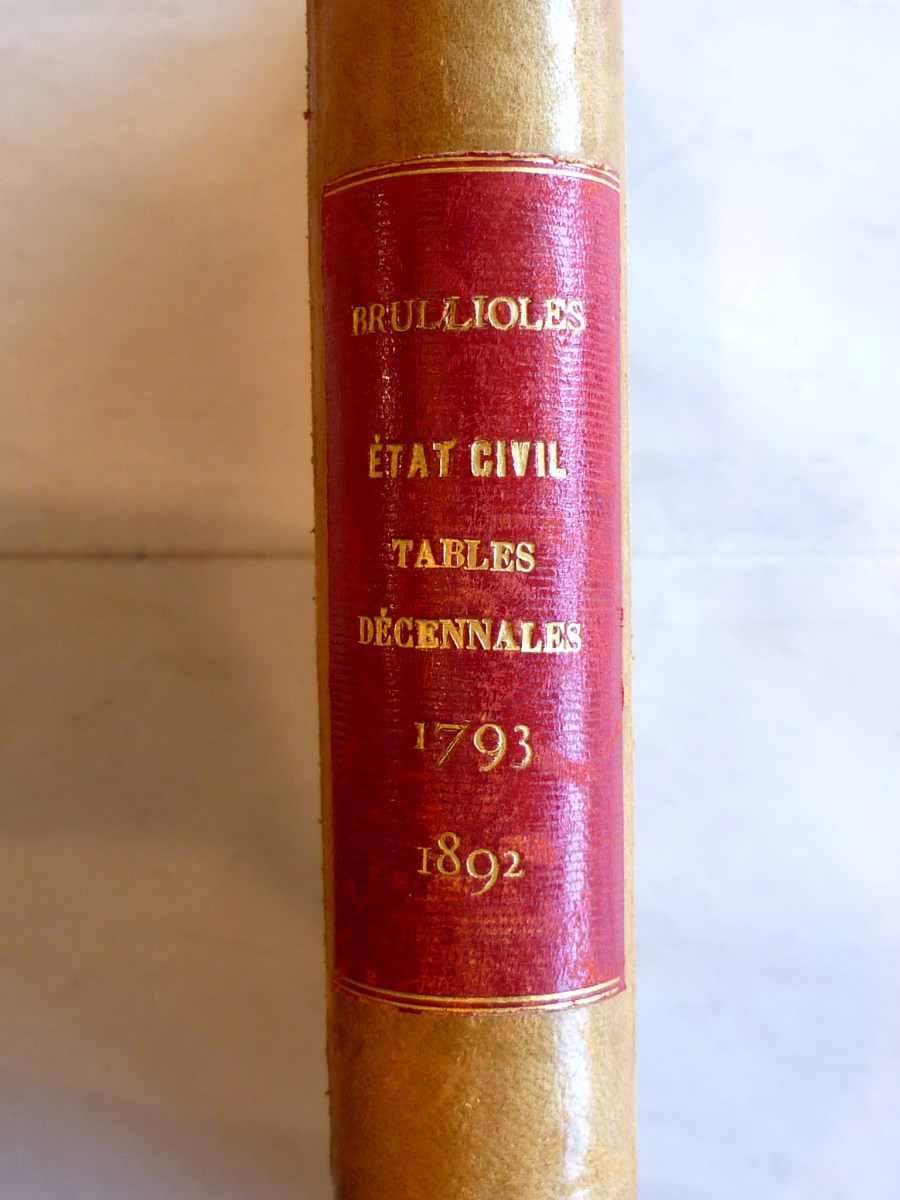 BRULLIOLES
ÉTAT CIVIL
TABLES
DÉCENNALES
1793
1892